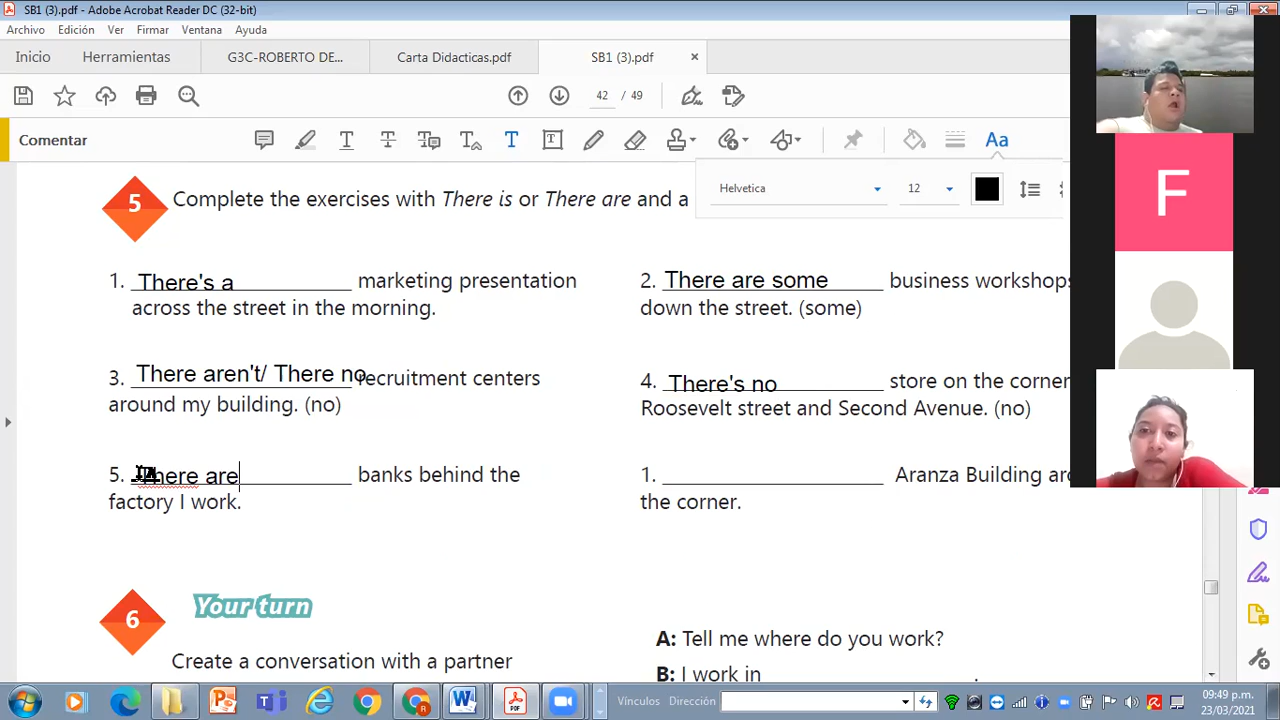 SB1 (3).pdf - Adobe Acrobat Reader DC (32-bit)
Archivo Edición Ver Firmar Ventana Ayuda
Inicio Herramientas G3C-ROBERTO DE... Carta Didacticas.pdf SB1 (3).pdf ×
42 / 49
Comentar
Aa
Helvetica 12
5 Complete the exercises with There is or There are and a
1. There's a marketing presentation
across the street in the morning.
2. There are some business workshops
down the street. (some)
3. There aren't/ There no recruitment centers
around my building. (no)
4. There's no store on the corner
Roosevelt street and Second Avenue. (no)
5. There are banks behind the
factory I work.
1. Aranza Building aro
the corner.
6 Your turn
Create a conversation with a partner
A: Tell me where do you work?
B: I work in .
F
Vínculos Dirección
09:49 p.m.
23/03/2021